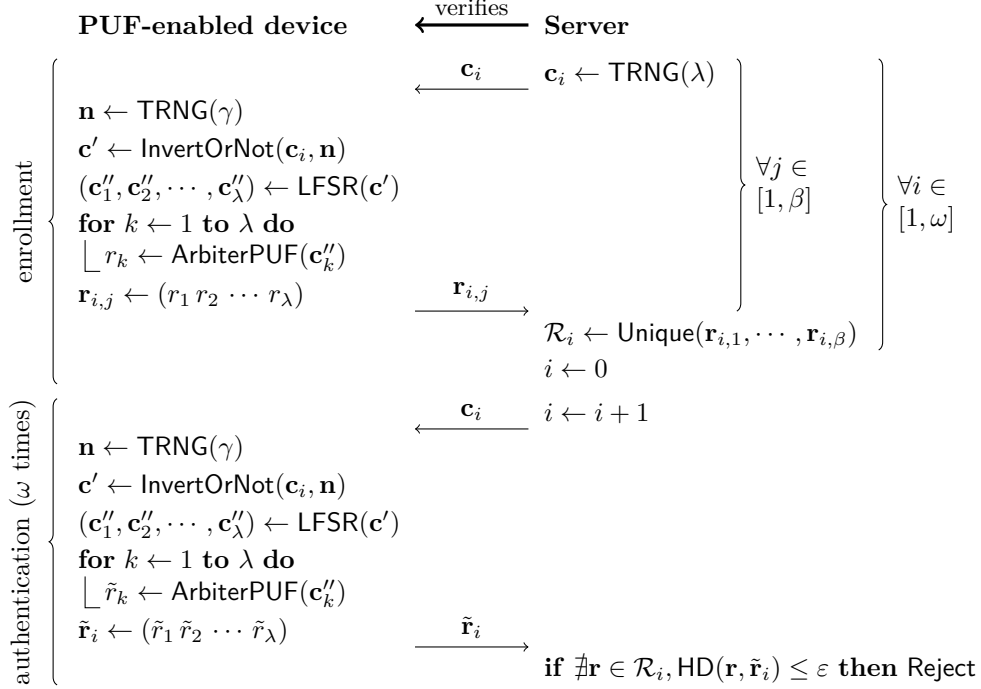 verifies
PUF-enabled device Server
enrollment
c_i c_i ← TRNG(λ)
n ← TRNG(γ)
c′ ← InvertOrNot(c_i, n)
(c″_1, c″_2, ⋯ , c″_λ) ← LFSR(c′)
∀j ∈
[1, β]
∀i ∈
[1, ω]
for k ← 1 to λ do
r_k ← ArbiterPUF(c″_k)
r_{i,j} ← (r_1 r_2 ⋯ r_λ) r_{i,j}
ℛ_i ← Unique(r_{i,1}, ⋯ , r_{i,β})
i ← 0
authentication (ω times)
c_i i ← i + 1
n ← TRNG(γ)
c′ ← InvertOrNot(c_i, n)
(c″_1, c″_2, ⋯ , c″_λ) ← LFSR(c′)
for k ← 1 to λ do
r̃_k ← ArbiterPUF(c″_k)
r̃_i ← (r̃_1 r̃_2 ⋯ r̃_λ) r̃_i
if ∄r ∈ ℛ_i, HD(r, r̃_i) ≤ ε then Reject